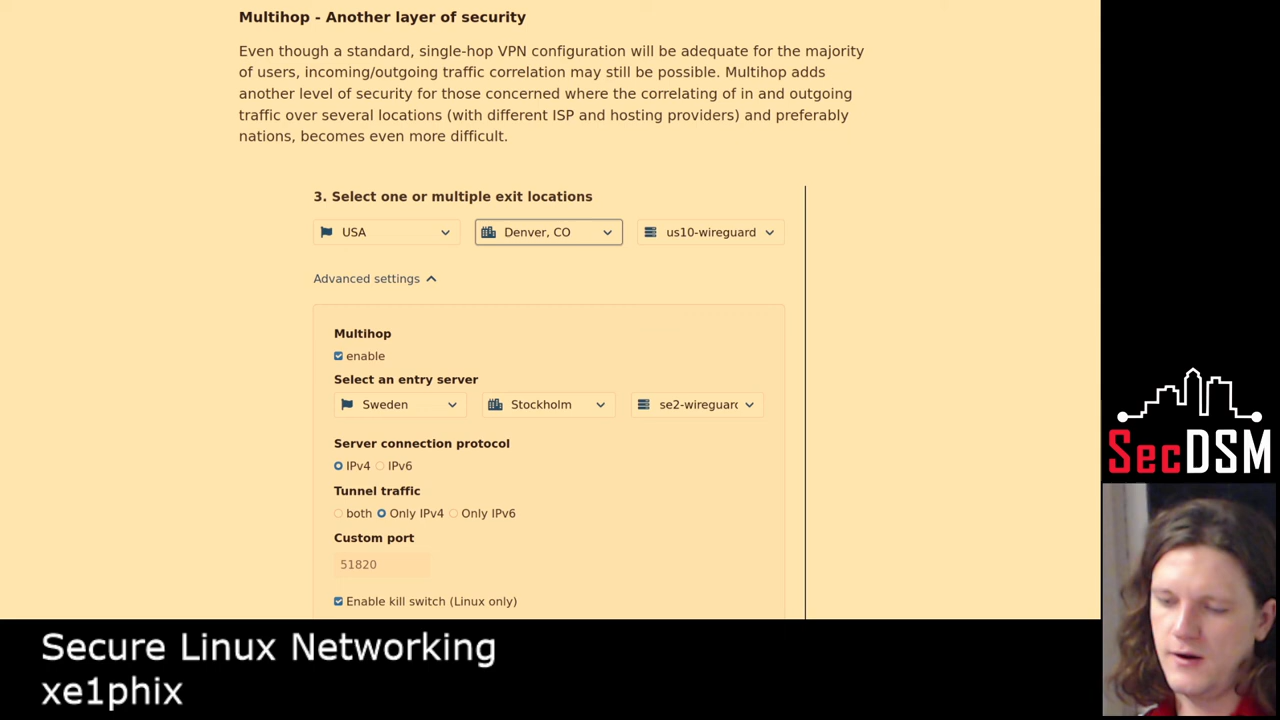 Multihop - Another layer of security
Even though a standard, single-hop VPN configuration will be adequate for the majority
of users, incoming/outgoing traffic correlation may still be possible. Multihop adds
another level of security for those concerned where the correlating of in and outgoing
traffic over several locations (with different ISP and hosting providers) and preferably
nations, becomes even more difficult.
3. Select one or multiple exit locations
USA Denver, CO us10-wireguard
Advanced settings
Multihop
enable
Select an entry server
Sweden Stockholm se2-wireguard
Server connection protocol
IPv4 IPv6
Tunnel traffic
both Only IPv4 Only IPv6
Custom port
51820
Enable kill switch (Linux only)
SecDSM
Secure Linux Networking
xe1phix